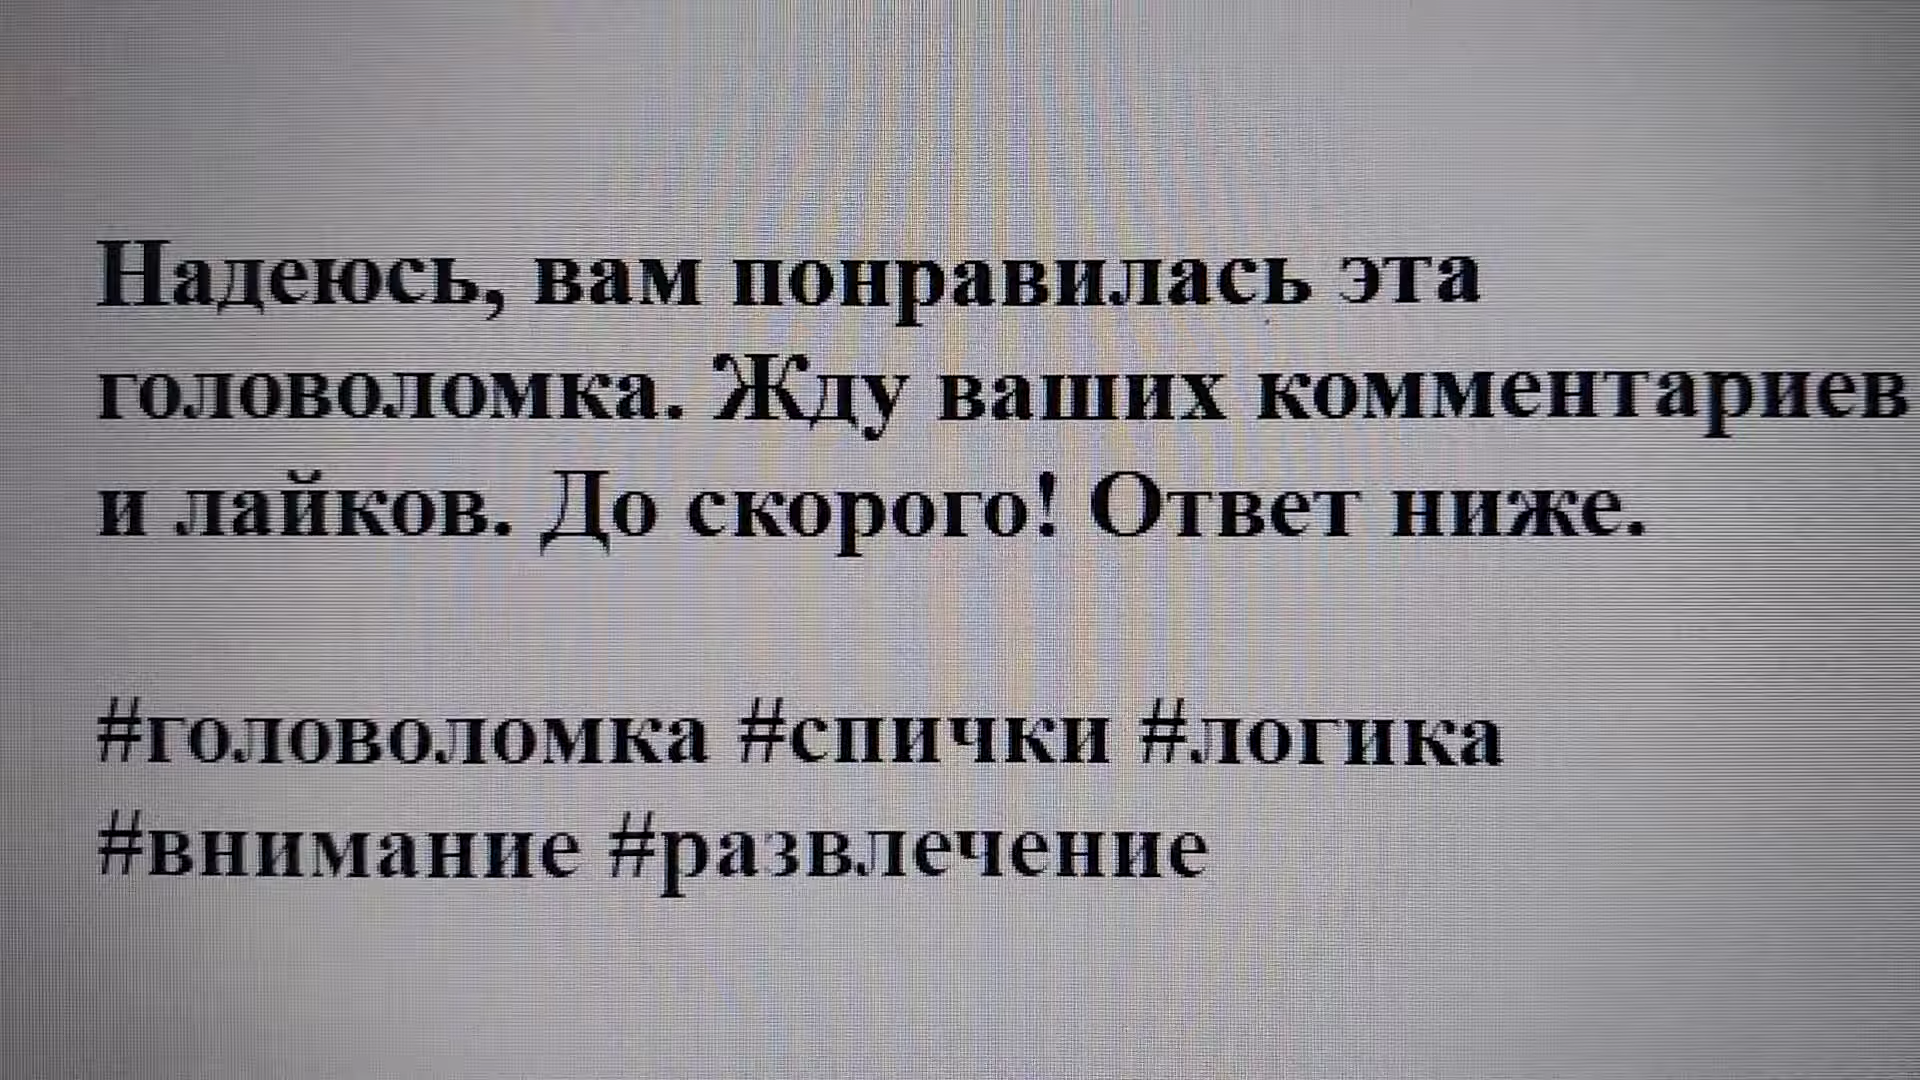 Надеюсь, вам понравилась эта
головоломка. Жду ваших комментариев
и лайков. До скорого! Ответ ниже.
#головоломка #спички #логика
#внимание #развлечение